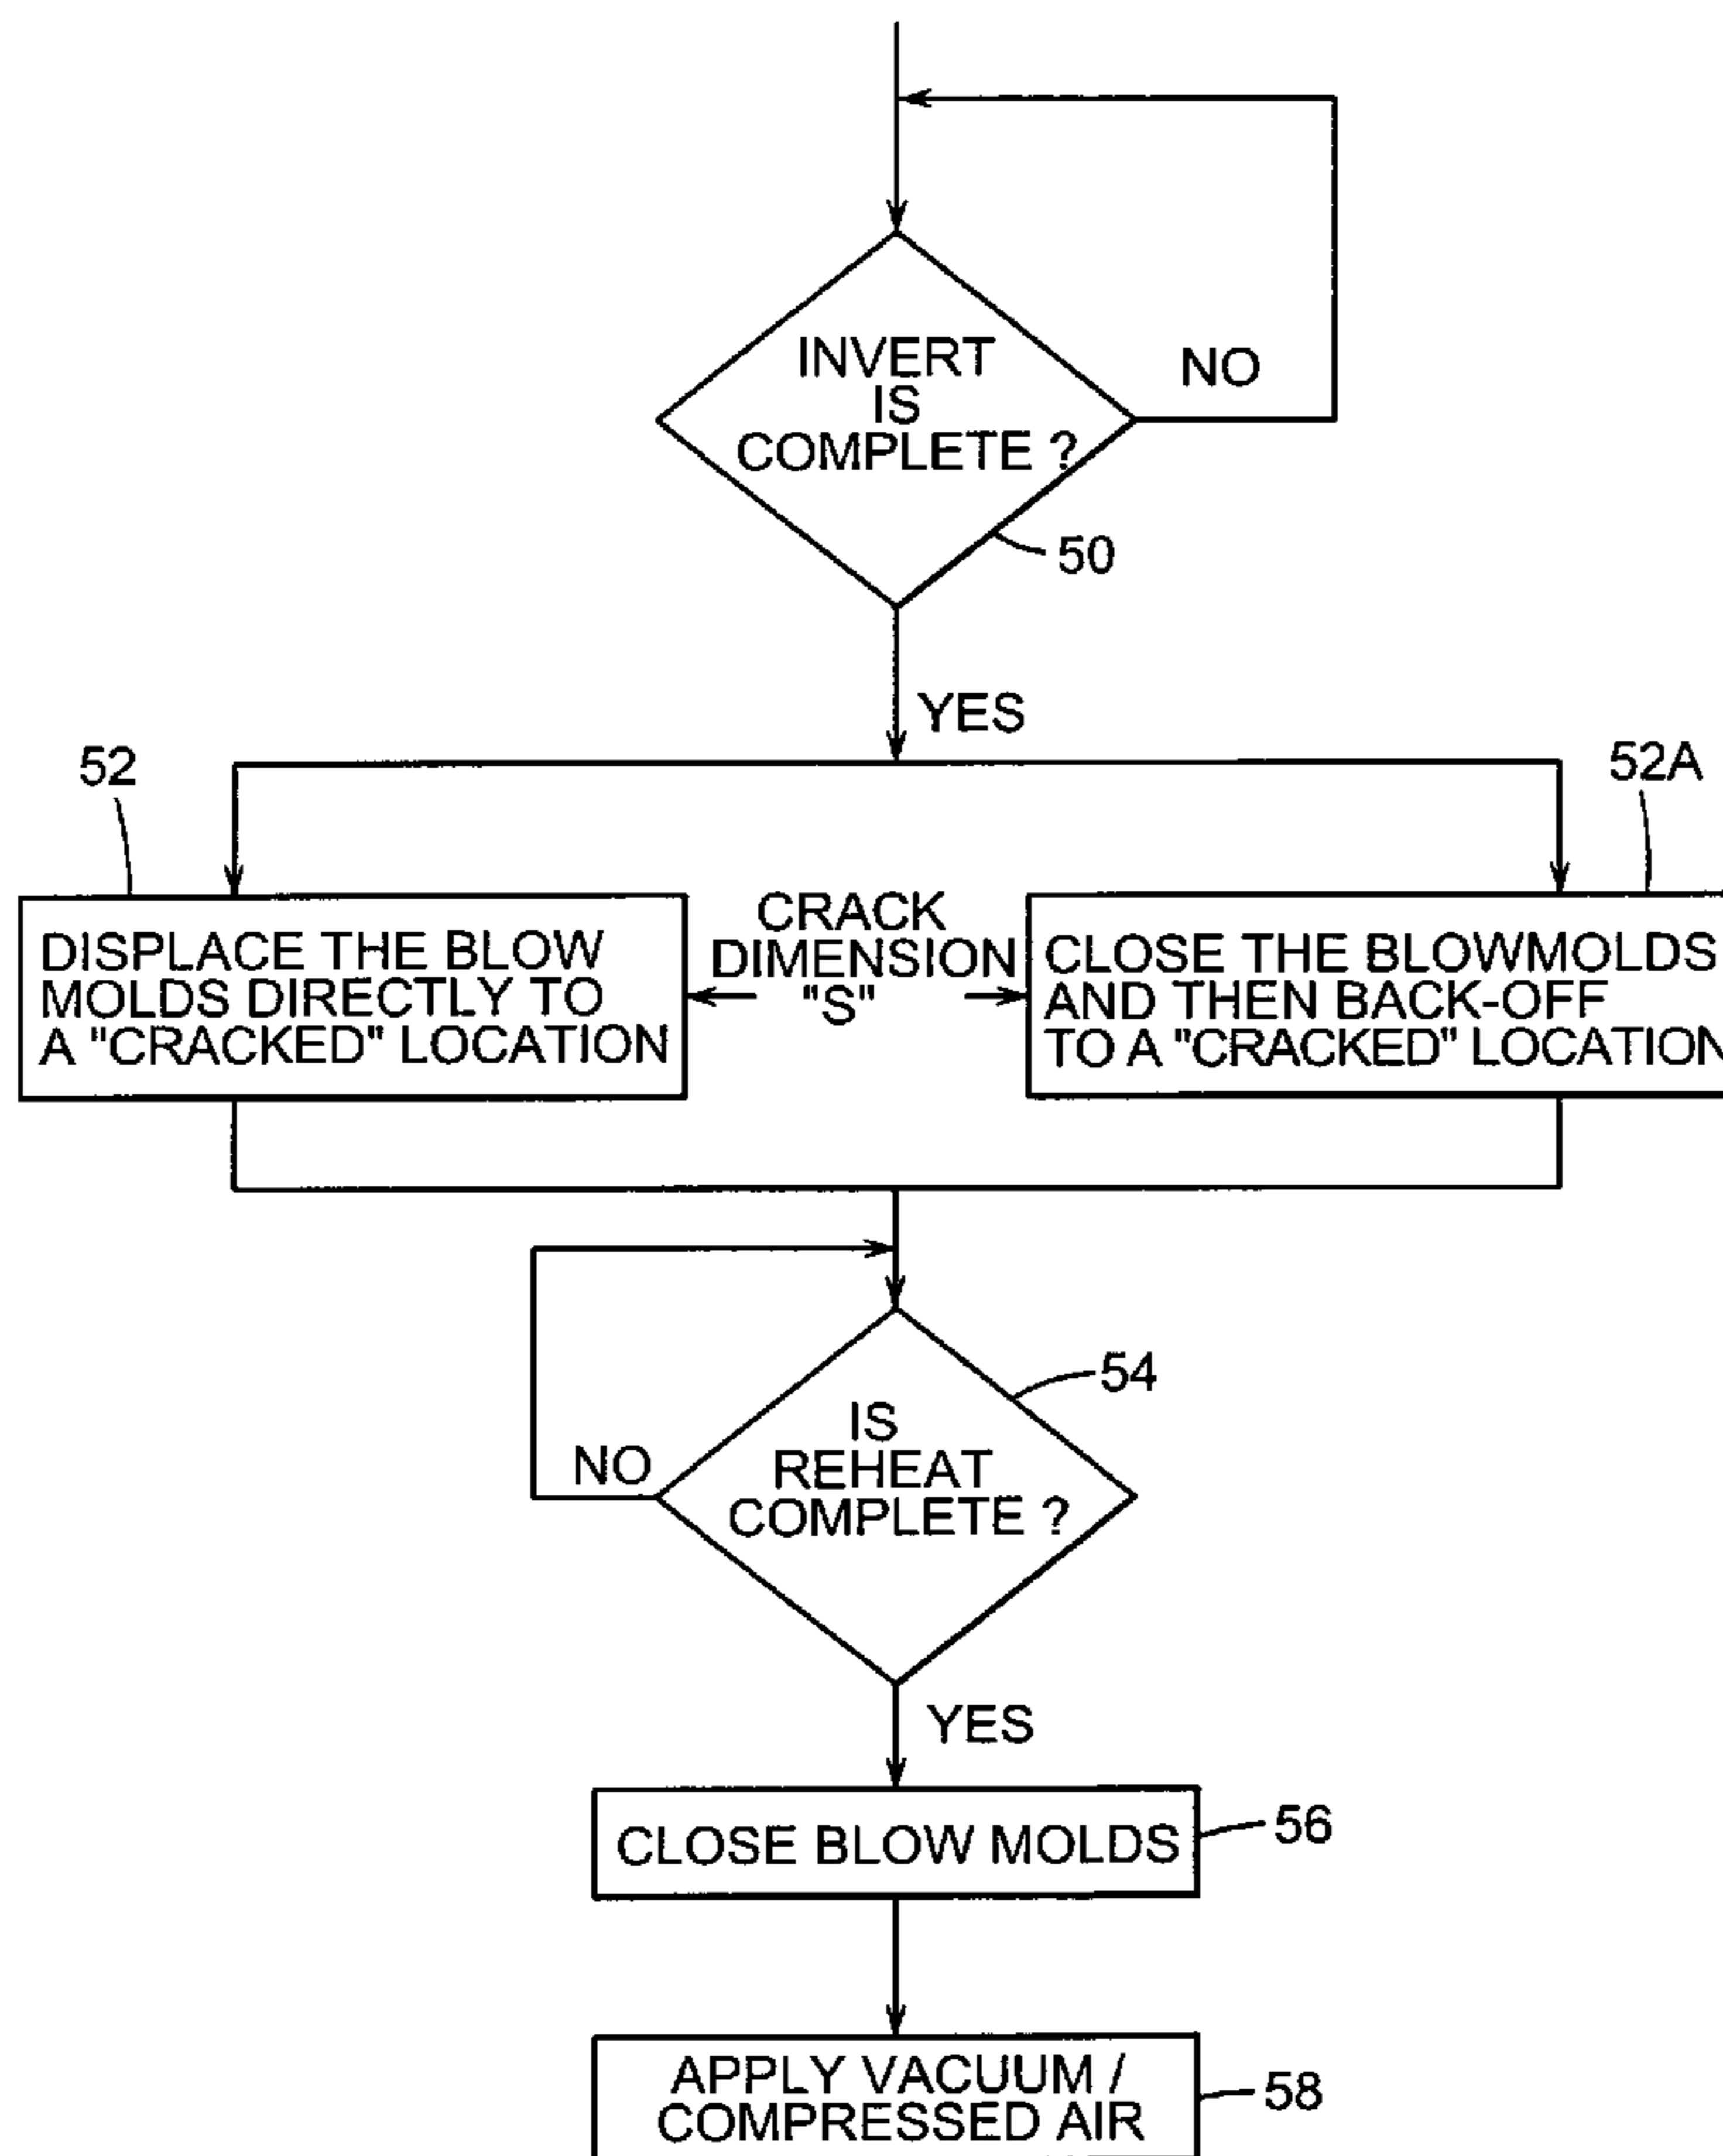 INVERT
IS
COMPLETE ?
NO
50
YES
52
52A
DISPLACE THE BLOW
MOLDS DIRECTLY TO
A "CRACKED" LOCATION
CRACK
DIMENSION
"S"
CLOSE THE BLOWMOLDS
AND THEN BACK-OFF
TO A "CRACKED" LOCATION
54
IS
REHEAT
COMPLETE ?
NO
YES
CLOSE BLOW MOLDS
56
APPLY VACUUM /
COMPRESSED AIR
58